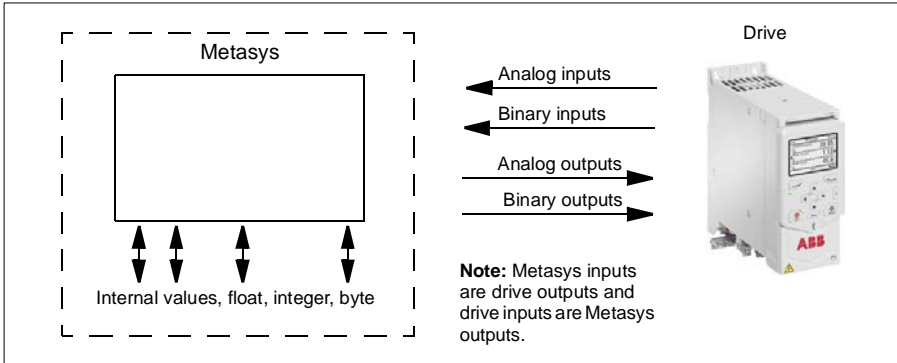 Metasys
Drive
Analog inputs
Binary inputs
Analog outputs
Binary outputs
Internal values, float, integer, byte
Note: Metasys inputs
are drive outputs and
drive inputs are Metasys
outputs.
ABB